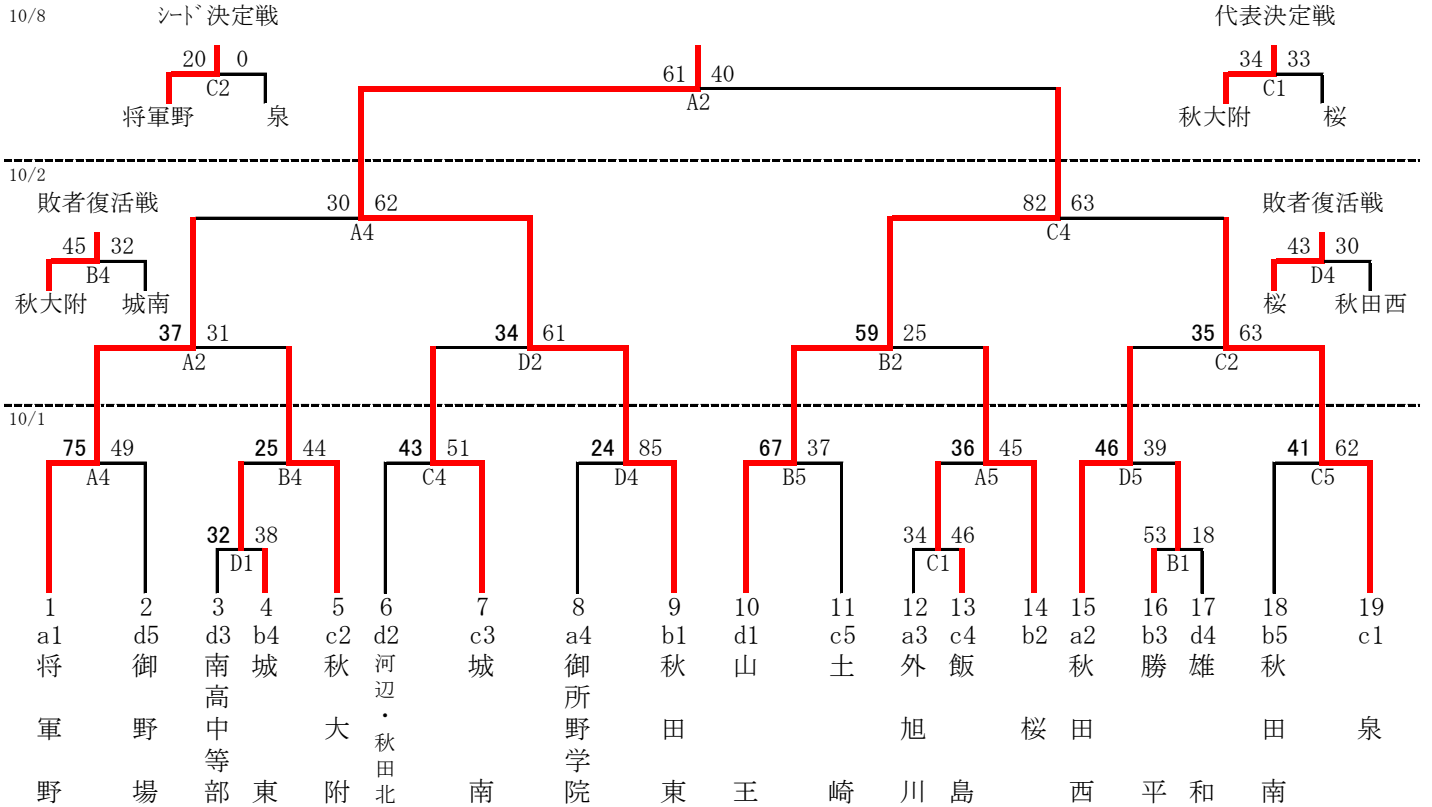 10/8
シード決定戦
代表決定戦
20 0
C2
将軍野 泉
61 40
A2
34 33
C1
秋大附 桜
10/2
敗者復活戦
敗者復活戦
45 32
B4
秋大附 城南
30 62
A4
82 63
C4
43 30
D4
桜 秋田西
37 31
A2
34 61
D2
59 25
B2
35 63
C2
10/1
75 49
A4
25 44
B4
43 51
C4
24 85
D4
67 37
B5
36 45
A5
46 39
D5
41 62
C5
32 38
D1
34 46
C1
53 18
B1
1 2 3 4 5 6 7 8 9 10 11 12 13 14 15 16 17 18 19
a1 d5 d3 b4 c2 d2 c3 a4 b1 d1 c5 a3 c4 b2 a2 b3 d4 b5 c1
将軍野
御野場
南高中等部
城東
秋大附
河辺・秋田北
城南
御所野学院
秋田東
山王
土崎
外旭川
飯島
桜
秋田西
勝平
雄和
秋田南
泉